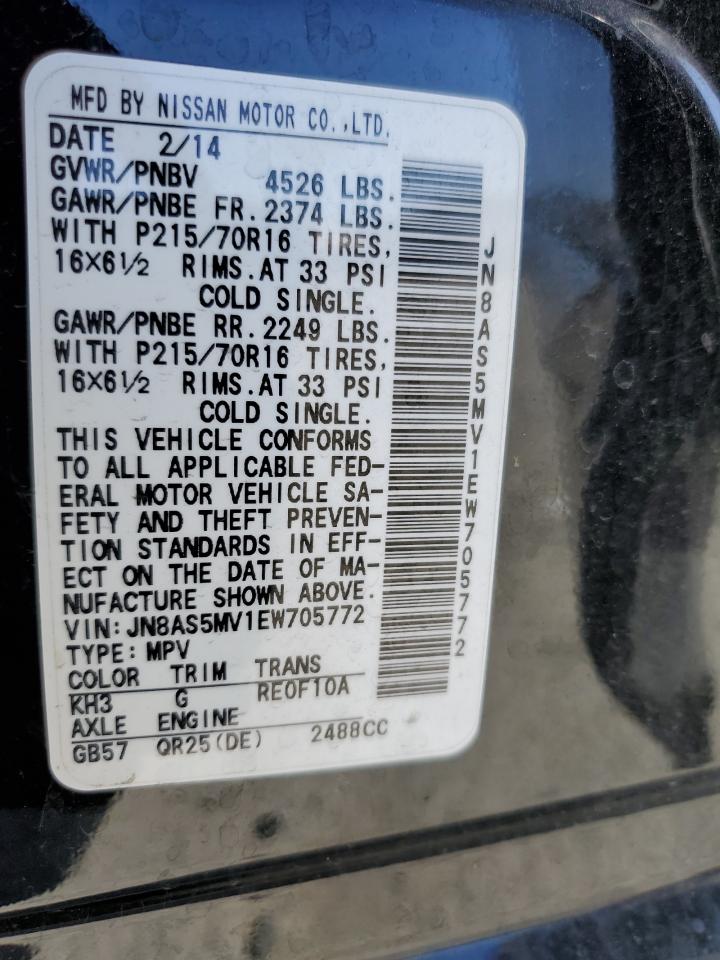 MFD BY NISSAN MOTOR CO.,LTD.
DATE 2/14
GVWR/PNBV 4526 LBS.
GAWR/PNBE FR.2374 LBS.
WITH P215/70R16 TIRES,
16X6½ RIMS.AT 33 PSI
COLD SINGLE.
GAWR/PNBE RR.2249 LBS.
WITH P215/70R16 TIRES,
16X6½ RIMS.AT 33 PSI
COLD SINGLE.
THIS VEHICLE CONFORMS
TO ALL APPLICABLE FED-
ERAL MOTOR VEHICLE SA-
FETY AND THEFT PREVEN-
TION STANDARDS IN EFF-
ECT ON THE DATE OF MA-
NUFACTURE SHOWN ABOVE.
VIN:JN8AS5MV1EW705772
TYPE:MPV
COLOR TRIM TRANS
KH3 G RE0F10A
AXLE ENGINE
GB57 QR25(DE) 2488CC
JN8AS5MV1EW705772